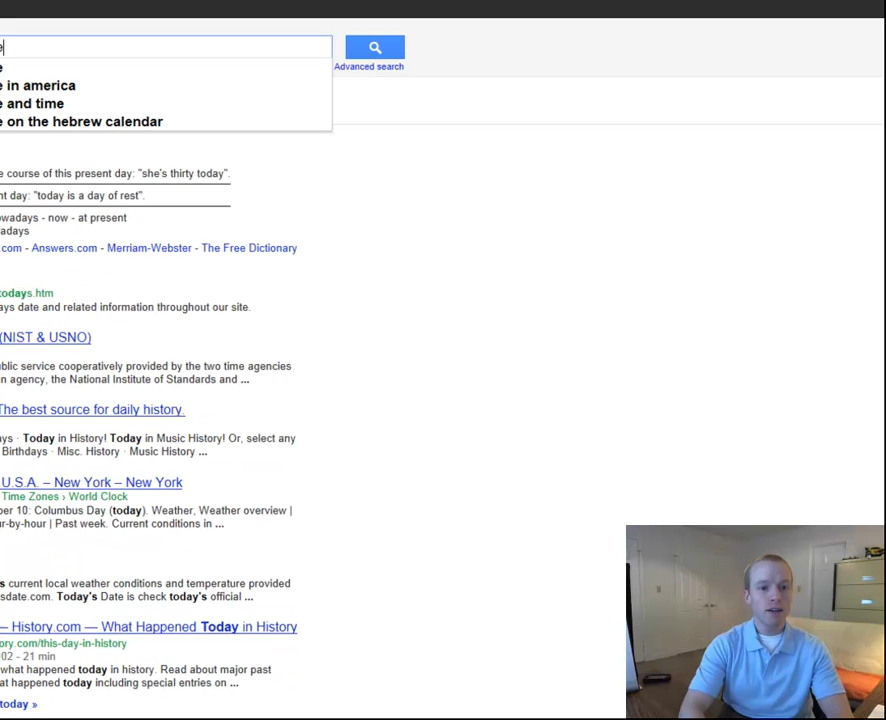 e
e
Advanced search
e in america
e and time
e on the hebrew calendar
e course of this present day: "she's thirty today".
nt day: "today is a day of rest".
owadays - now - at present
adays
.com - Answers.com - Merriam-Webster - The Free Dictionary
todays.htm
ays date and related information throughout our site.
(NIST & USNO)
ublic service cooperatively provided by the two time agencies
n agency, the National Institute of Standards and ...
The best source for daily history.
ays · Today in History! Today in Music History! Or, select any
Birthdays · Misc. History · Music History ...
U.S.A. – New York – New York
Time Zones › World Clock
ber 10: Columbus Day (today). Weather, Weather overview |
ur-by-hour | Past week. Current conditions in ...
s current local weather conditions and temperature provided
sdate.com. Today's Date is check today's official ...
– History.com — What Happened Today in History
ory.com/this-day-in-history
02 - 21 min
what happened today in history. Read about major past
at happened today including special entries on ...
today »